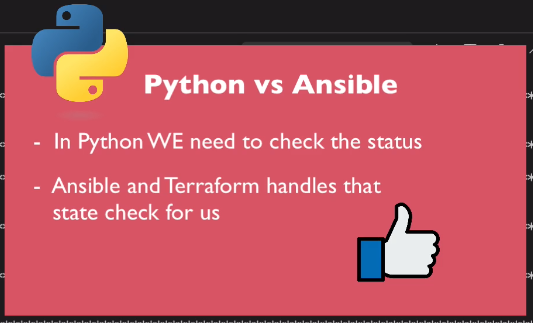 Python vs Ansible
- In Python WE need to check the status
- Ansible and Terraform handles that
state check for us